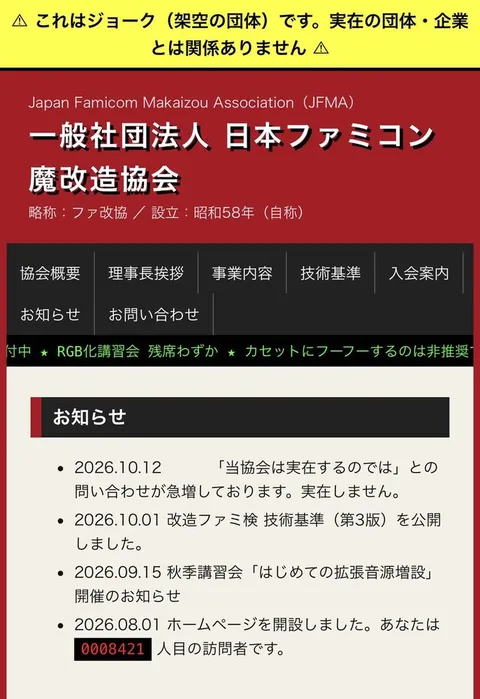 ⚠ これはジョーク（架空の団体）です。実在の団体・企業
とは関係ありません ⚠
Japan Famicom Makaizou Association（JFMA）
一般社団法人 日本ファミコン
魔改造協会
略称：ファ改協 ／ 設立：昭和58年（自称）
協会概要 理事長挨拶 事業内容 技術基準 入会案内
お知らせ お問い合わせ
付中 ★ RGB化講習会 残席わずか ★ カセットにフーフーするのは非推奨
お知らせ
• 2026.10.12 「当協会は実在するのでは」との
問い合わせが急増しております。実在しません。
• 2026.10.01 改造ファミ検 技術基準（第3版）を公開
しました。
• 2026.09.15 秋季講習会「はじめての拡張音源増設」
開催のお知らせ
• 2026.08.01 ホームページを開設しました。あなたは
0008421 人目の訪問者です。